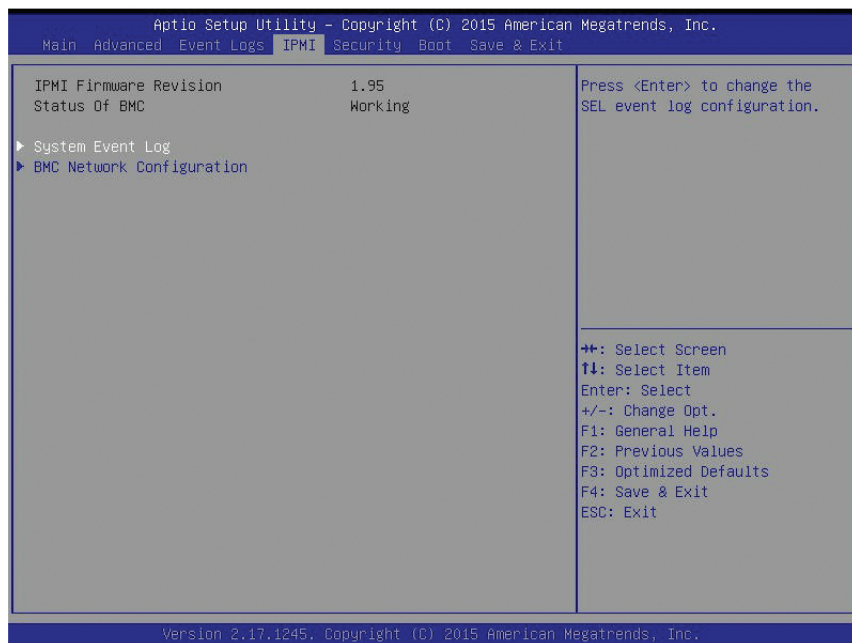 Aptio Setup Utility – Copyright (C) 2015 American Megatrends, Inc.
Main Advanced Event Logs IPMI Security Boot Save & Exit
IPMI Firmware Revision 1.95
Status Of BMC Working
▶ System Event Log
▶ BMC Network Configuration
Press <Enter> to change the
SEL event log configuration.
→←: Select Screen
↑↓: Select Item
Enter: Select
+/-: Change Opt.
F1: General Help
F2: Previous Values
F3: Optimized Defaults
F4: Save & Exit
ESC: Exit
Version 2.17.1245. Copyright (C) 2015 American Megatrends, Inc.